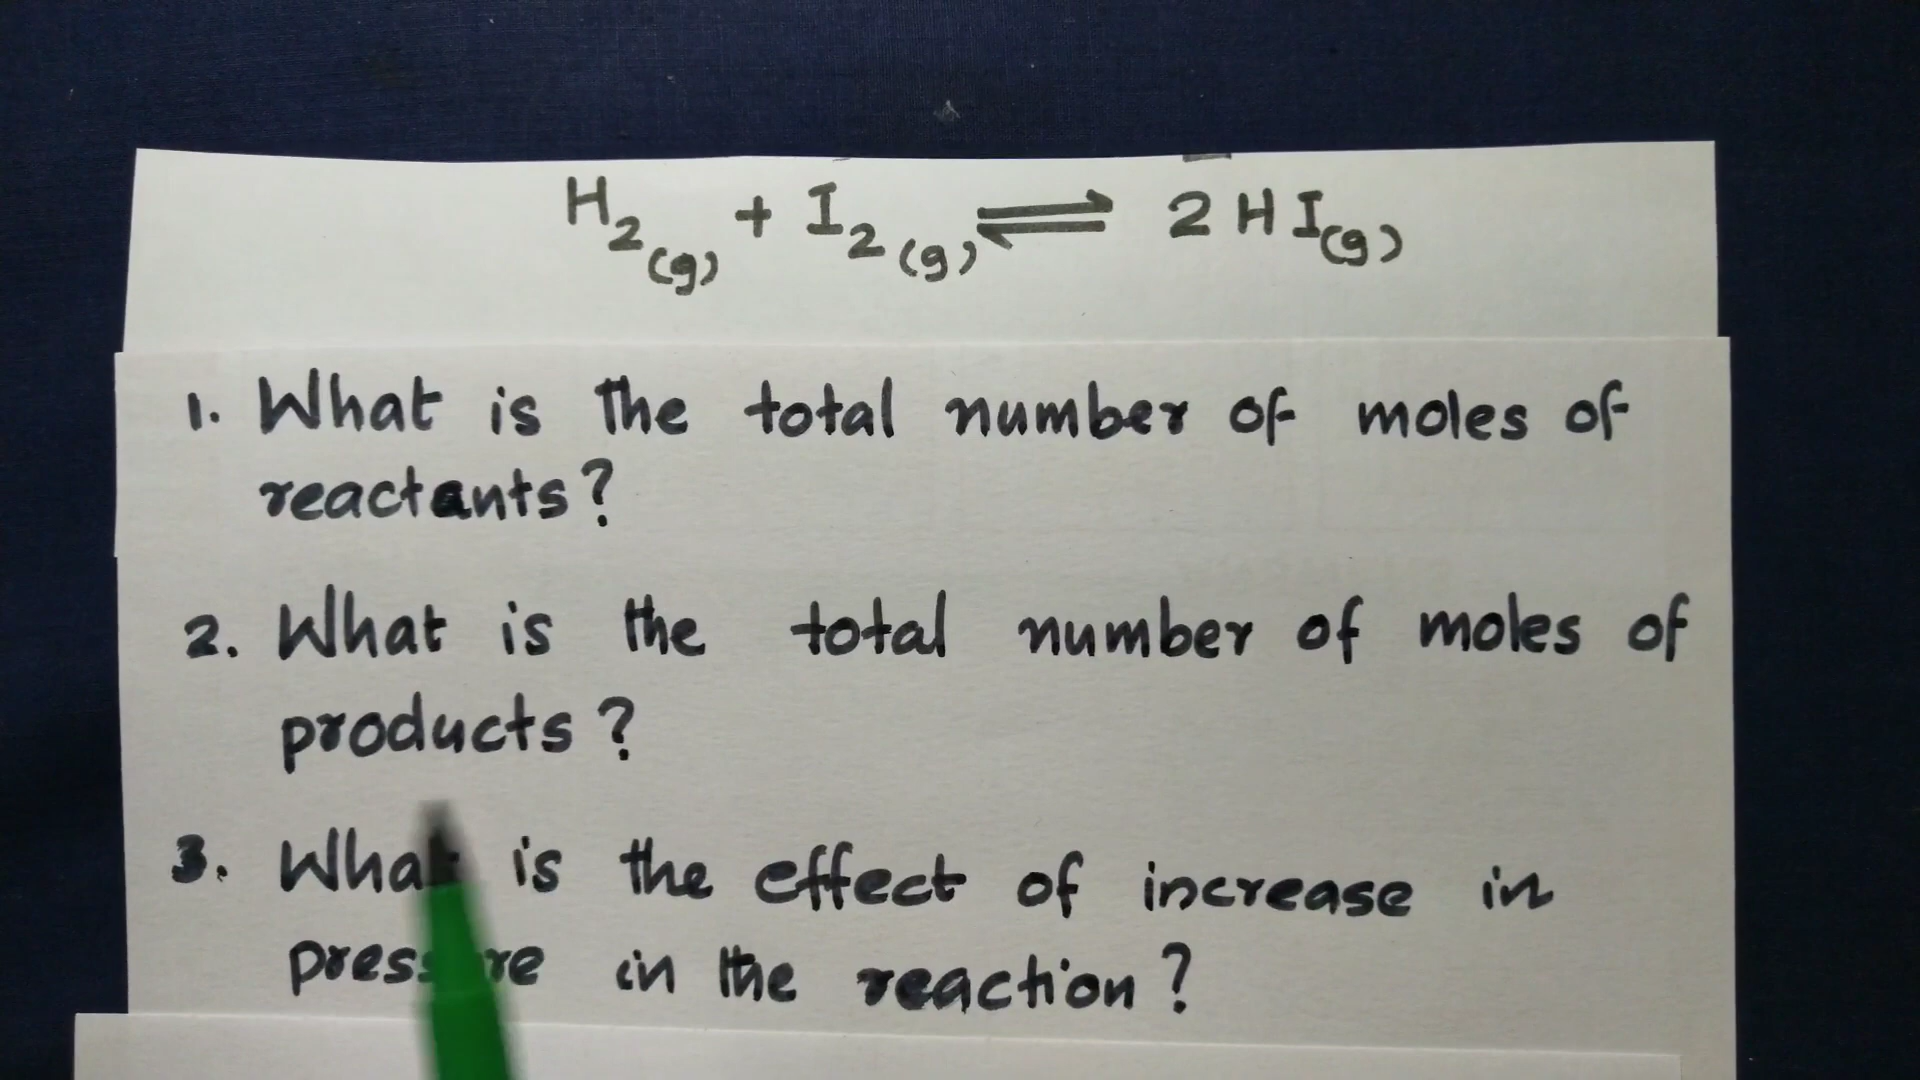 H2(g) + I2(g) ⇌ 2HI(g)
1. What is the total number of moles of
reactants?
2. What is the total number of moles of
products?
3. What is the effect of increase in
pressure in the reaction?